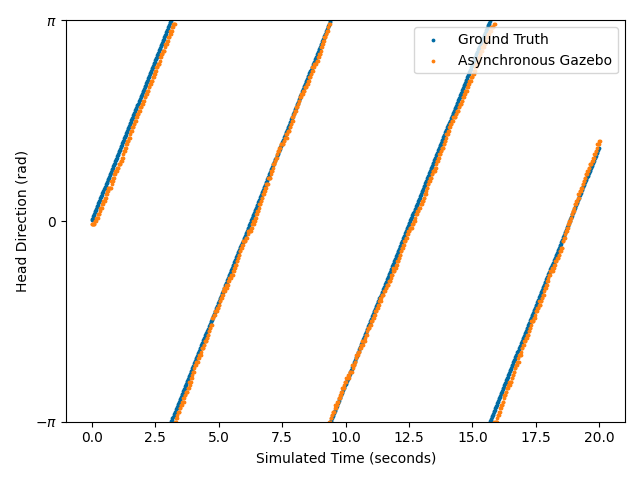 π
Ground Truth
Asynchronous Gazebo
Head Direction (rad)
0
−π
0.0 2.5 5.0 7.5 10.0 12.5 15.0 17.5 20.0
Simulated Time (seconds)